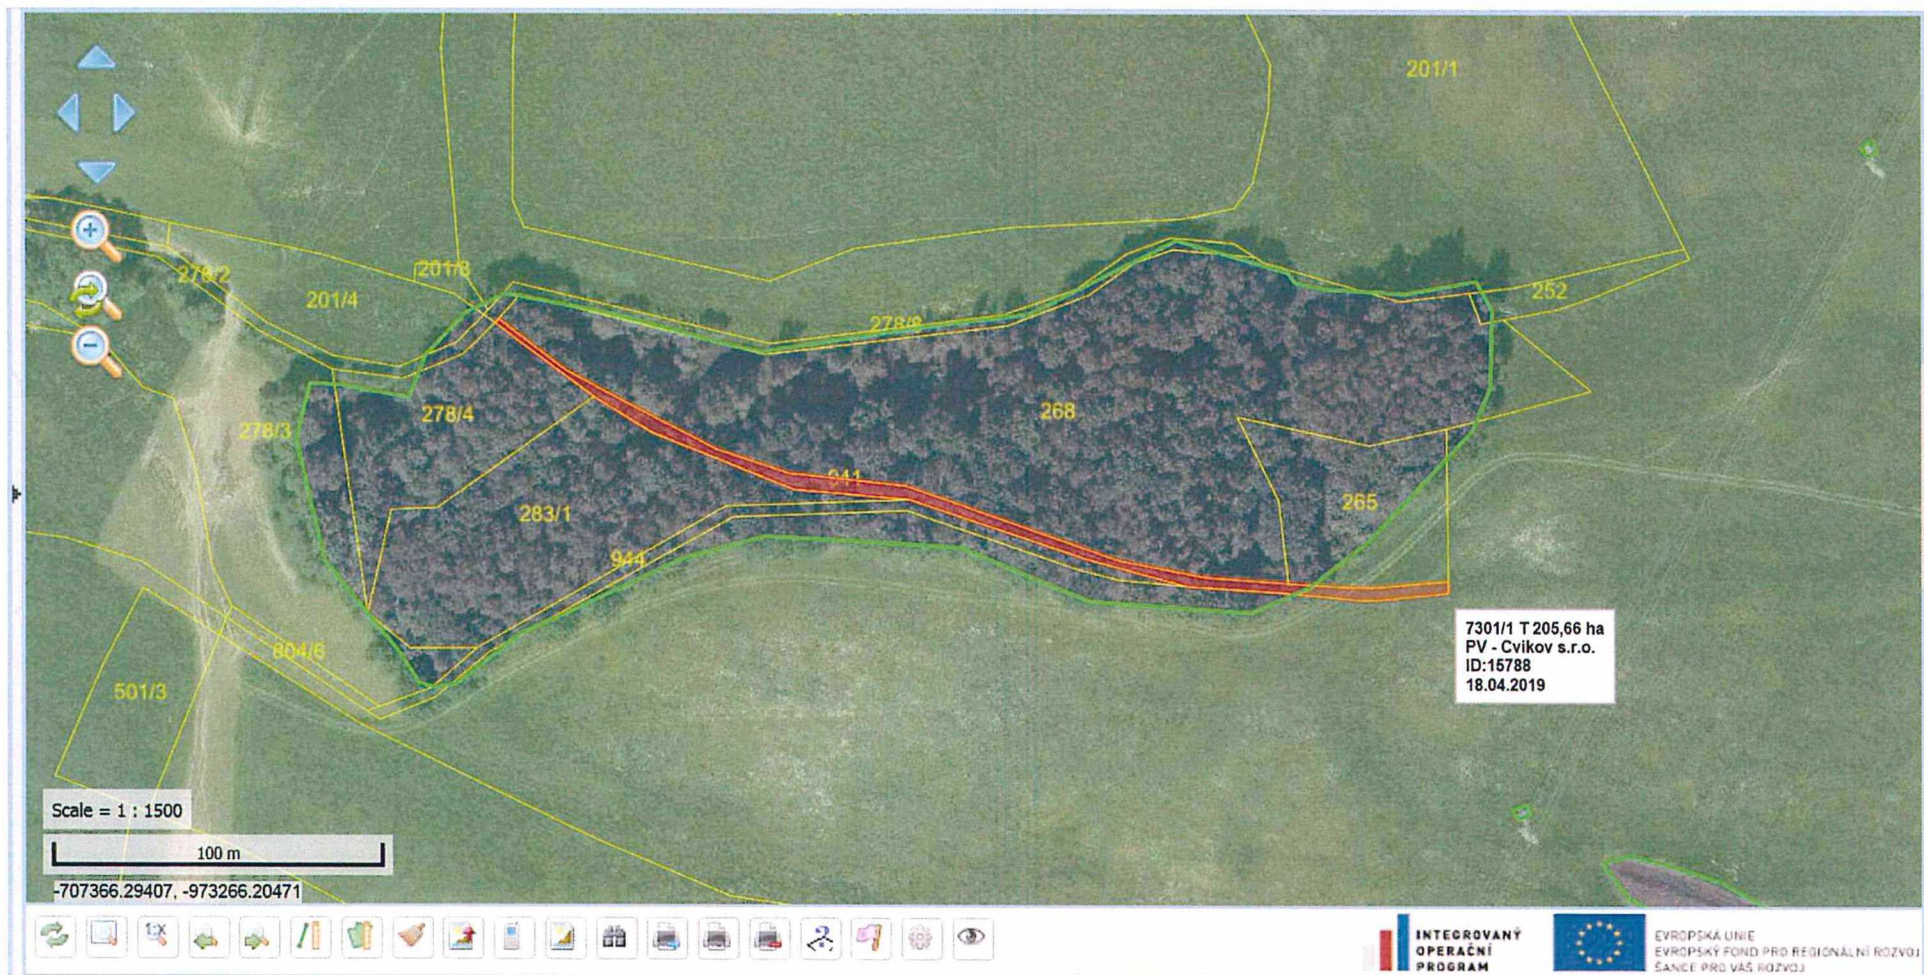 201/1
278/2
201/3
201/4
252
278/8
278/4
268
278/3
941
265
283/1
944
804/6
501/3
7301/1 T 205,66 ha
PV - Cvikov s.r.o.
ID:15788
18.04.2019
Scale = 1 : 1500
100 m
-707366.29407, -973266.20471
1:X
INTEGROVANÝ
OPERAČNÍ
PROGRAM
EVROPSKÁ UNIE
EVROPSKÝ FOND PRO REGIONÁLNÍ ROZVOJ
ŠANCE PRO VÁŠ ROZVOJ